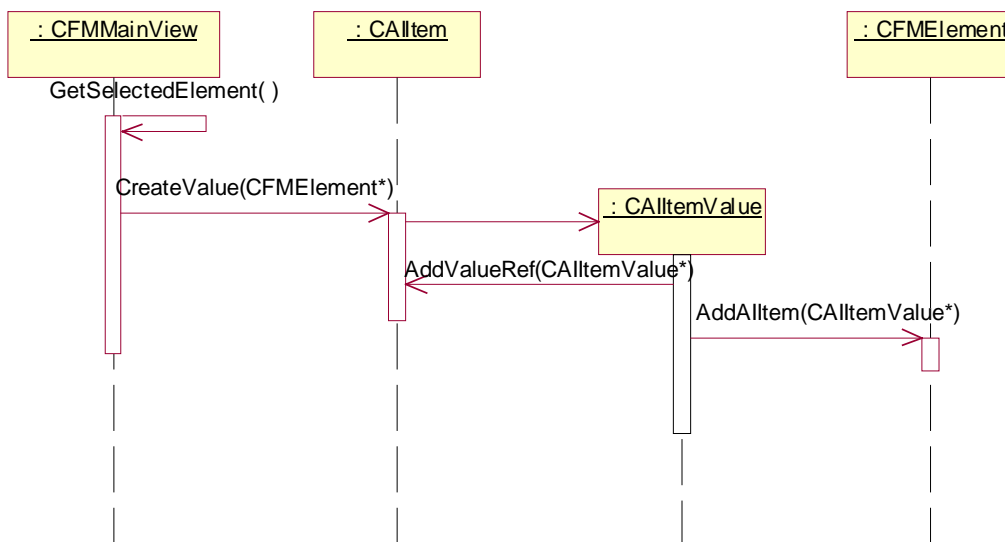 : CFMMainView
: CAIItem
: CFMElement
GetSelectedElement( )
CreateValue(CFMElement*)
: CAIItemValue
AddValueRef(CAIItemValue*)
AddAIItem(CAIItemValue*)